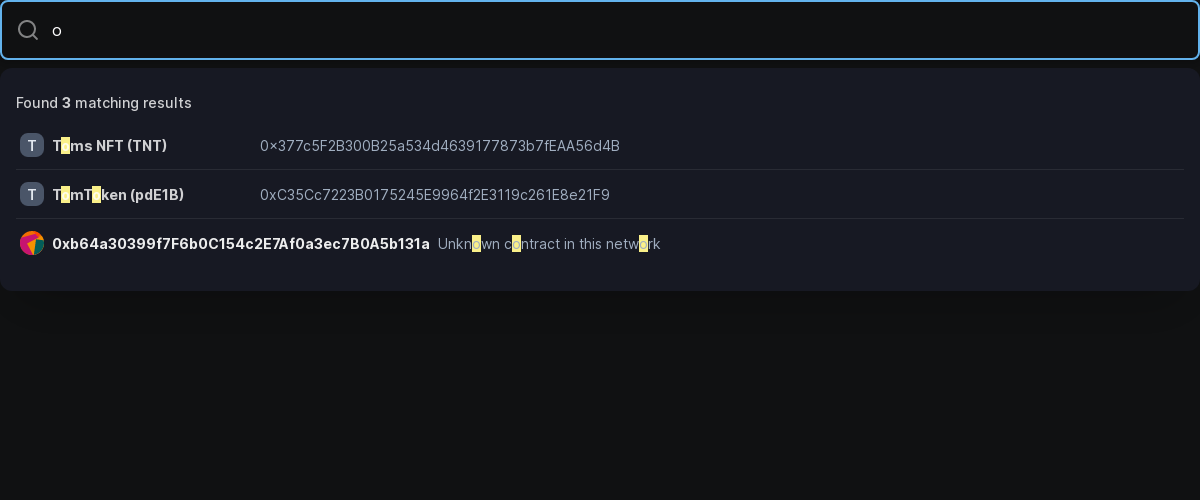 o
Found 3 matching results
T Toms NFT (TNT) 0x377c5F2B300B25a534d4639177873b7fEAA56d4B
T TomToken (pdE1B) 0xC35Cc7223B0175245E9964f2E3119c261E8e21F9
0xb64a30399f7F6b0C154c2E7Af0a3ec7B0A5b131a Unknown contract in this network